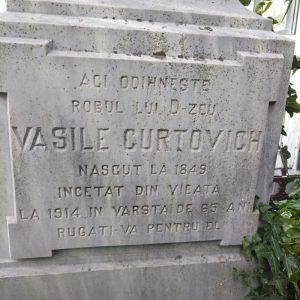 ACI ODIHNESTE
ROBUL LUI D-ZEU
VASILE CURTOVICH
NASCUT LA 1849
INCETAT DIN VIEATA
LA 1914 IN VARSTA DE 65 ANI
RUGATI-VA PENTRU EL